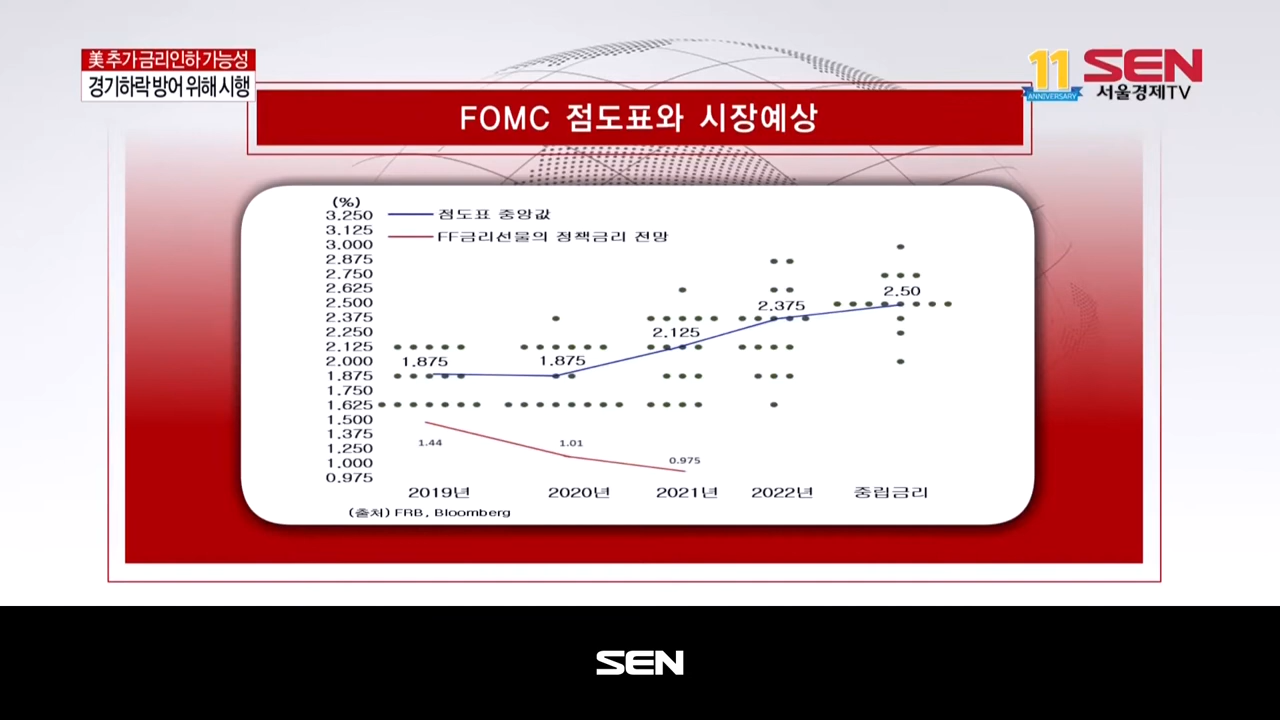 美 추가 금리인하 가능성
경기하락 방어 위해 시행
11
ANNIVERSARY
SEN
서울경제TV
FOMC 점도표와 시장예상
(%)
3.250
3.125
3.000
2.875
2.750
2.625
2.500
2.375
2.250
2.125
2.000
1.875
1.750
1.625
1.500
1.375
1.250
1.000
0.975
점도표 중앙값
FF금리선물의 정책금리 전망
1.875
1.875
2.125
2.375
2.50
1.44
1.01
0.975
2019년 2020년 2021년 2022년 중립금리
(출처) FRB, Bloomberg
SEN